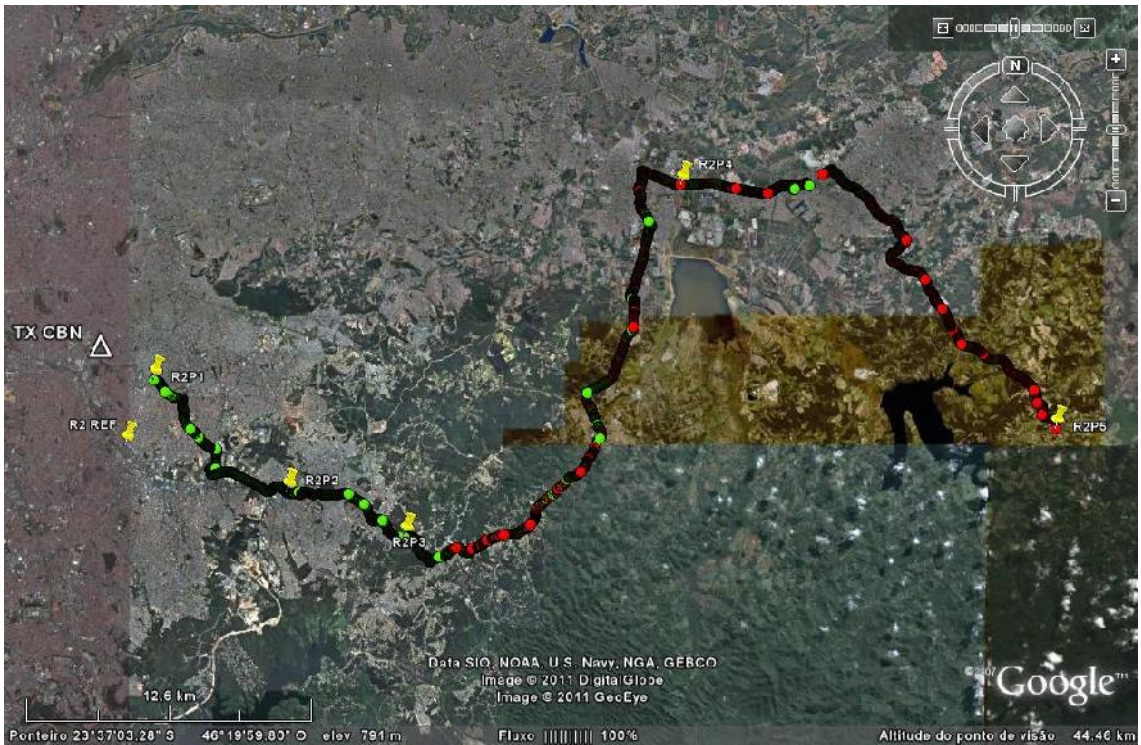 N
R2P4
TX CBN
R2P1
R2 REF
R2P2
R2P5
R2P3
Data SIO, NOAA, U.S. Navy, NGA, GEBCO
Image © 2011 DigitalGlobe
Image © 2011 GeoEye
©2007 Google™
12.6 km
Ponteiro 23°37'03.28" S 46°19'59.80" O elev 791 m Fluxo |||||||||| 100% Altitude do ponto de visão 44.46 km